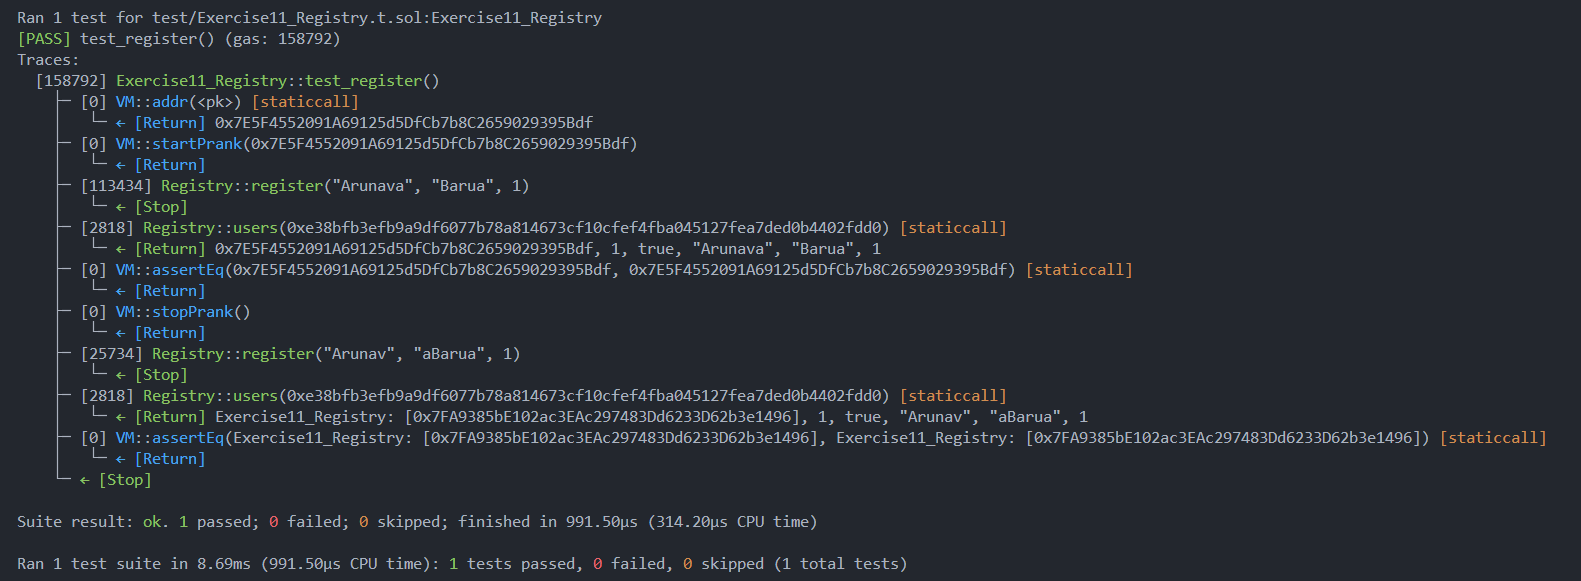 Ran 1 test for test/Exercise11_Registry.t.sol:Exercise11_Registry
[PASS] test_register() (gas: 158792)
Traces:
  [158792] Exercise11_Registry::test_register()
    ├─ [0] VM::addr(<pk>) [staticcall]
    │   └─ ← [Return] 0x7E5F4552091A69125d5DfCb7b8C2659029395Bdf
    ├─ [0] VM::startPrank(0x7E5F4552091A69125d5DfCb7b8C2659029395Bdf)
    │   └─ ← [Return]
    ├─ [113434] Registry::register("Arunava", "Barua", 1)
    │   └─ ← [Stop]
    ├─ [2818] Registry::users(0xe38bfb3efb9a9df6077b78a814673cf10cfef4fba045127fea7ded0b4402fdd0) [staticcall]
    │   └─ ← [Return] 0x7E5F4552091A69125d5DfCb7b8C2659029395Bdf, 1, true, "Arunava", "Barua", 1
    ├─ [0] VM::assertEq(0x7E5F4552091A69125d5DfCb7b8C2659029395Bdf, 0x7E5F4552091A69125d5DfCb7b8C2659029395Bdf) [staticcall]
    │   └─ ← [Return]
    ├─ [0] VM::stopPrank()
    │   └─ ← [Return]
    ├─ [25734] Registry::register("Arunav", "aBarua", 1)
    │   └─ ← [Stop]
    ├─ [2818] Registry::users(0xe38bfb3efb9a9df6077b78a814673cf10cfef4fba045127fea7ded0b4402fdd0) [staticcall]
    │   └─ ← [Return] Exercise11_Registry: [0x7FA9385bE102ac3EAc297483Dd6233D62b3e1496], 1, true, "Arunav", "aBarua", 1
    ├─ [0] VM::assertEq(Exercise11_Registry: [0x7FA9385bE102ac3EAc297483Dd6233D62b3e1496], Exercise11_Registry: [0x7FA9385bE102ac3EAc297483Dd6233D62b3e1496]) [staticcall]
    │   └─ ← [Return]
    └─ ← [Stop]
Suite result: ok. 1 passed; 0 failed; 0 skipped; finished in 991.50µs (314.20µs CPU time)
Ran 1 test suite in 8.69ms (991.50µs CPU time): 1 tests passed, 0 failed, 0 skipped (1 total tests)